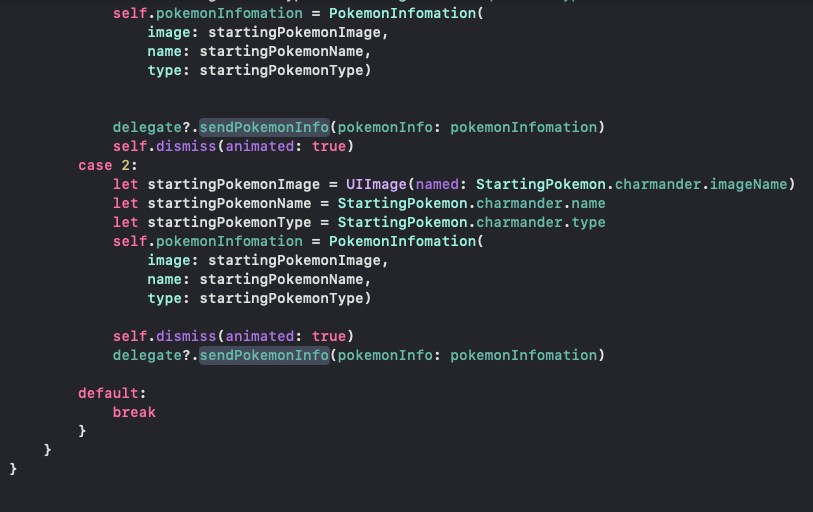 self.pokemonInfomation = PokemonInfomation(
image: startingPokemonImage,
name: startingPokemonName,
type: startingPokemonType)
delegate?.sendPokemonInfo(pokemonInfo: pokemonInfomation)
self.dismiss(animated: true)
case 2:
let startingPokemonImage = UIImage(named: StartingPokemon.charmander.imageName)
let startingPokemonName = StartingPokemon.charmander.name
let startingPokemonType = StartingPokemon.charmander.type
self.pokemonInfomation = PokemonInfomation(
image: startingPokemonImage,
name: startingPokemonName,
type: startingPokemonType)
self.dismiss(animated: true)
delegate?.sendPokemonInfo(pokemonInfo: pokemonInfomation)
default:
break
}
}
}